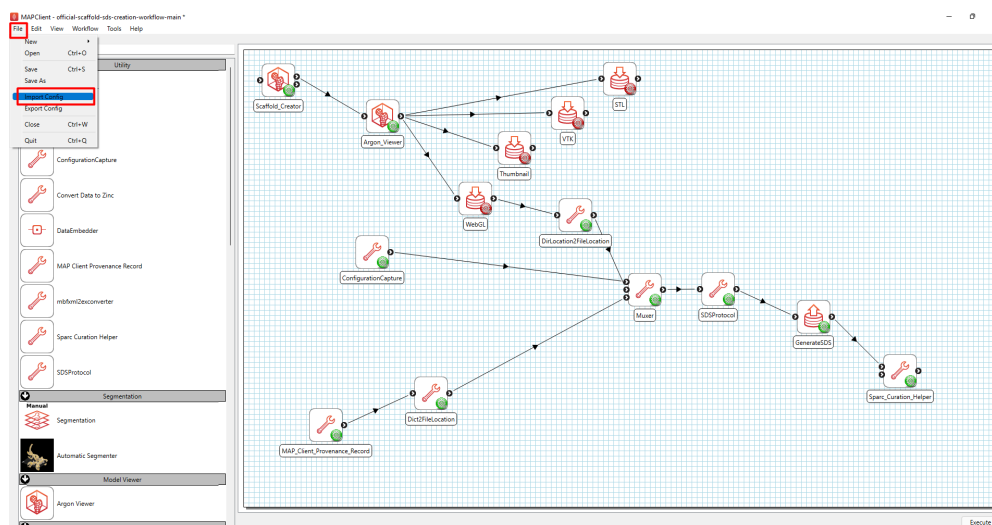 MAPClient - official-scaffold-sds-creation-workflow-main *
File Edit View Workflow Tools Help
New
Open Ctrl+O
Save Ctrl+S
Save As
Import Config
Export Config
Close Ctrl+W
Quit Ctrl+Q
Utility
ConfigurationCapture
Convert Data to Zinc
DataEmbedder
MAP Client Provenance Record
mbfxml2exconverter
Sparc Curation Helper
SDSProtocol
Segmentation
Manual
Segmentation
Automatic Segmenter
Model Viewer
Argon Viewer
Scaffold_Creator
Argon_Viewer
STL
VTK
Thumbnail
WebGL
DirLocation2FileLocation
ConfigurationCapture
Muxer
SDSProtocol
GenerateSDS
Sparc_Curation_Helper
Dict2FileLocation
MAP_Client_Provenance_Record
Execute